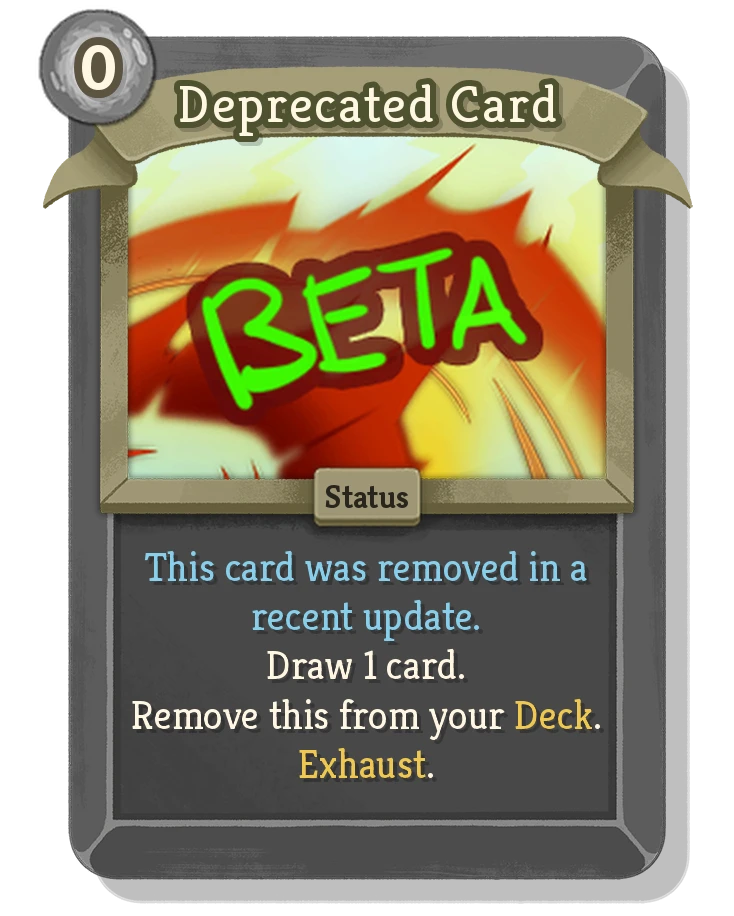 0
Deprecated Card
BETA
Status
This card was removed in a
recent update.
Draw 1 card.
Remove this from your Deck.
Exhaust.